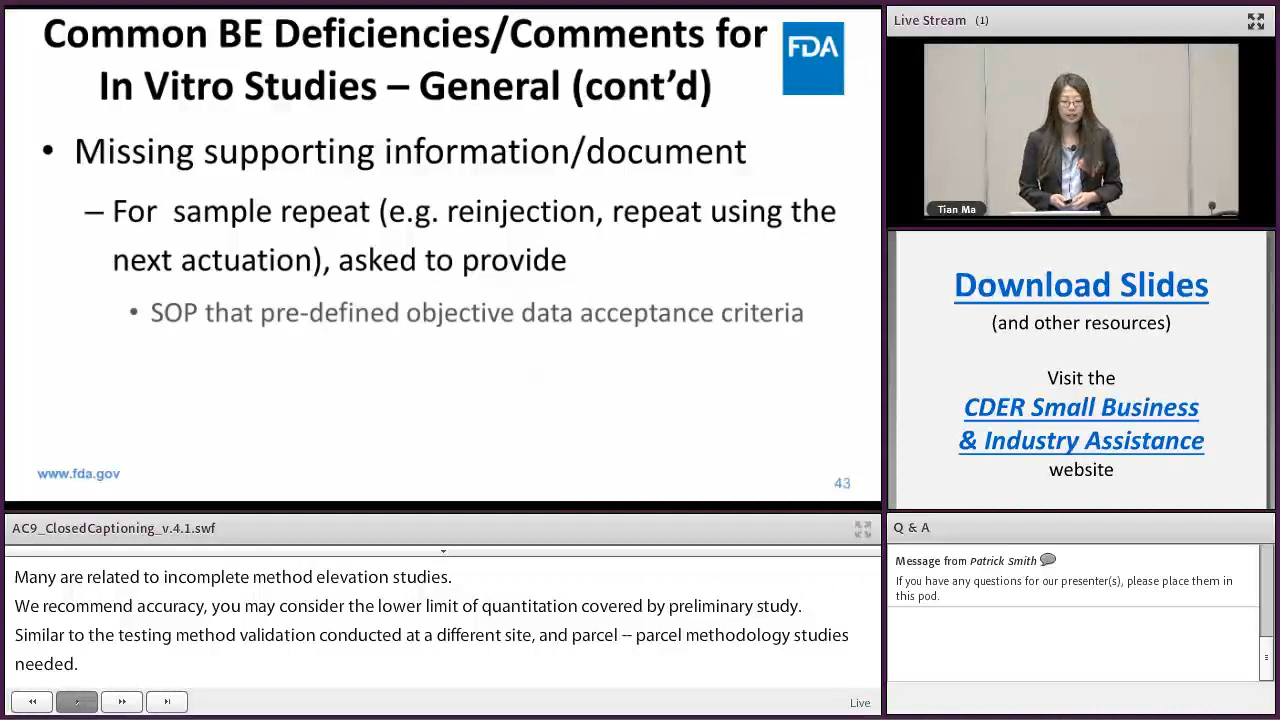 Common BE Deficiencies/Comments for
In Vitro Studies – General (cont’d)
FDA
• Missing supporting information/document
– For sample repeat (e.g. reinjection, repeat using the
next actuation), asked to provide
• SOP that pre-defined objective data acceptance criteria
www.fda.gov
43
Live Stream (1)
Tian Ma
Download Slides
(and other resources)
Visit the
CDER Small Business
& Industry Assistance
website
AC9_ClosedCaptioning_v.4.1.swf
Many are related to incomplete method elevation studies.
We recommend accuracy, you may consider the lower limit of quantitation covered by preliminary study.
Similar to the testing method validation conducted at a different site, and parcel -- parcel methodology studies
needed.
Live
Q & A
Message from Patrick Smith
If you have any questions for our presenter(s), please place them in
this pod.